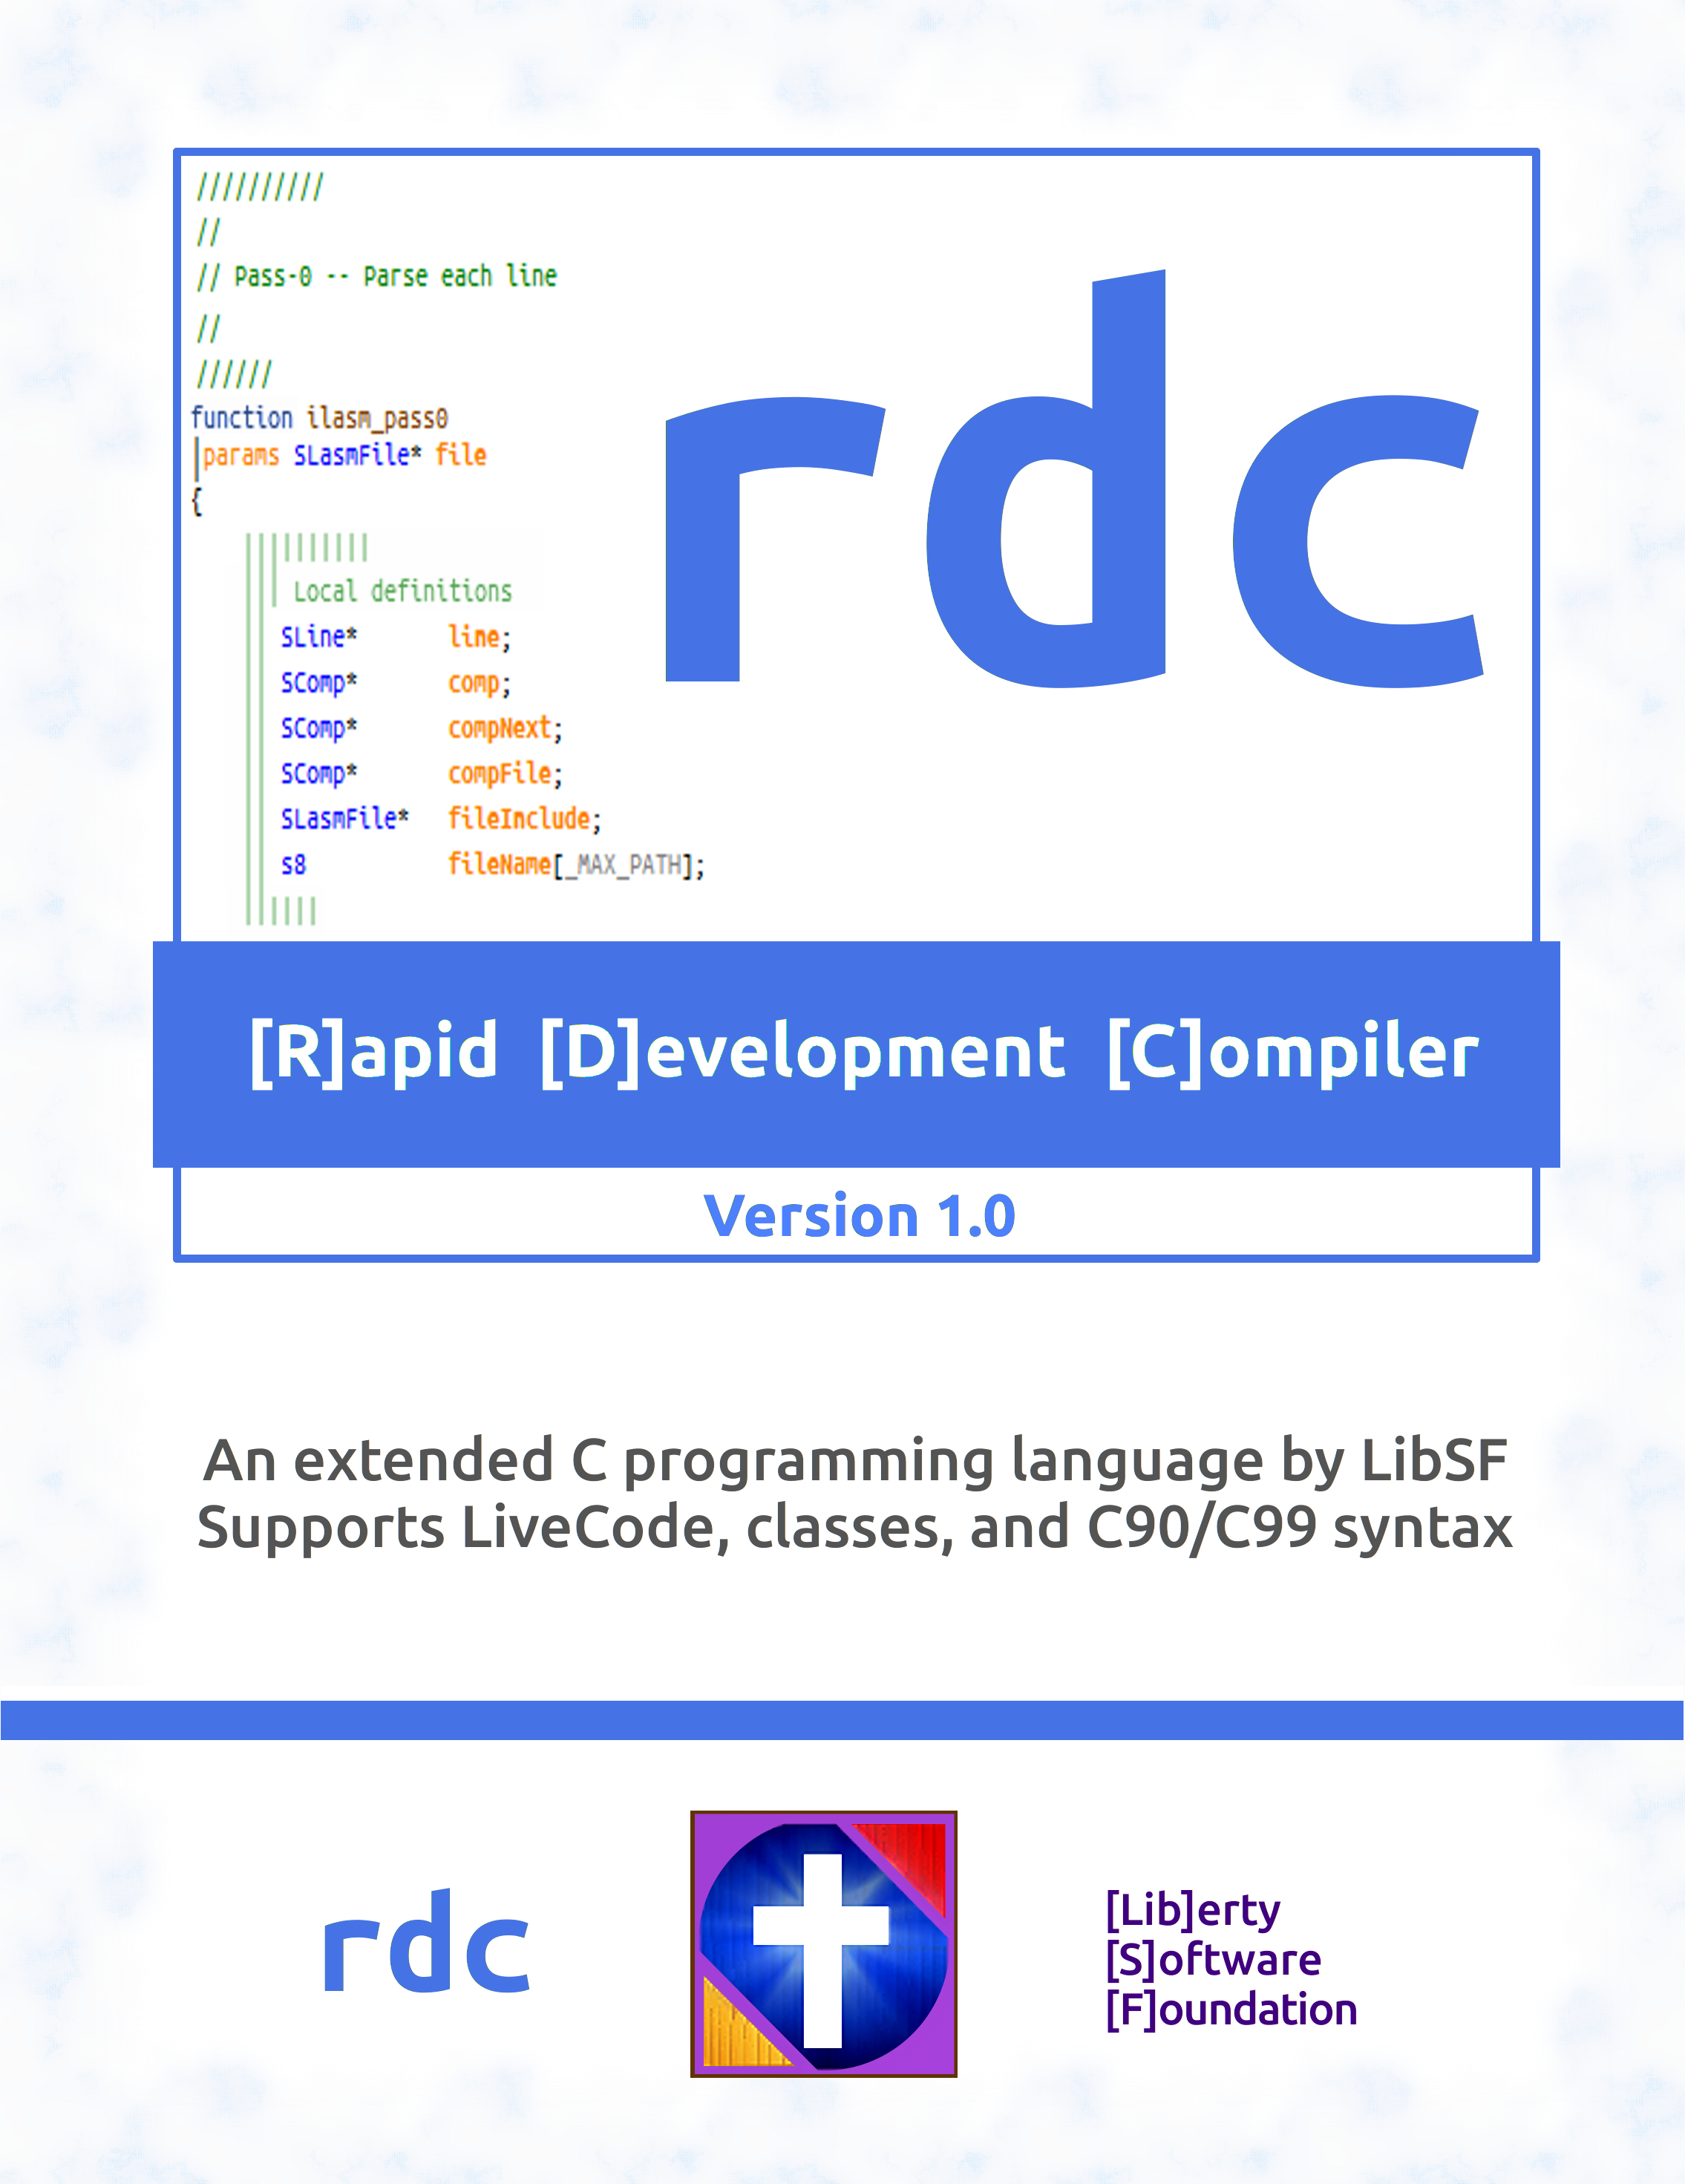 //////////
//
// Pass-0 -- Parse each line
//
//////
function ilasm_pass0
|params SLasmFile* file
{
||||||||||
Local definitions
SLine* line;
SComp* comp;
SComp* compNext;
SComp* compFile;
SLasmFile* fileInclude;
s8 fileName[_MAX_PATH];
||||||
rdc
[R]apid [D]evelopment [C]ompiler
Version 1.0
An extended C programming language by LibSF
Supports LiveCode, classes, and C90/C99 syntax
rdc
[Lib]erty
[S]oftware
[F]oundation